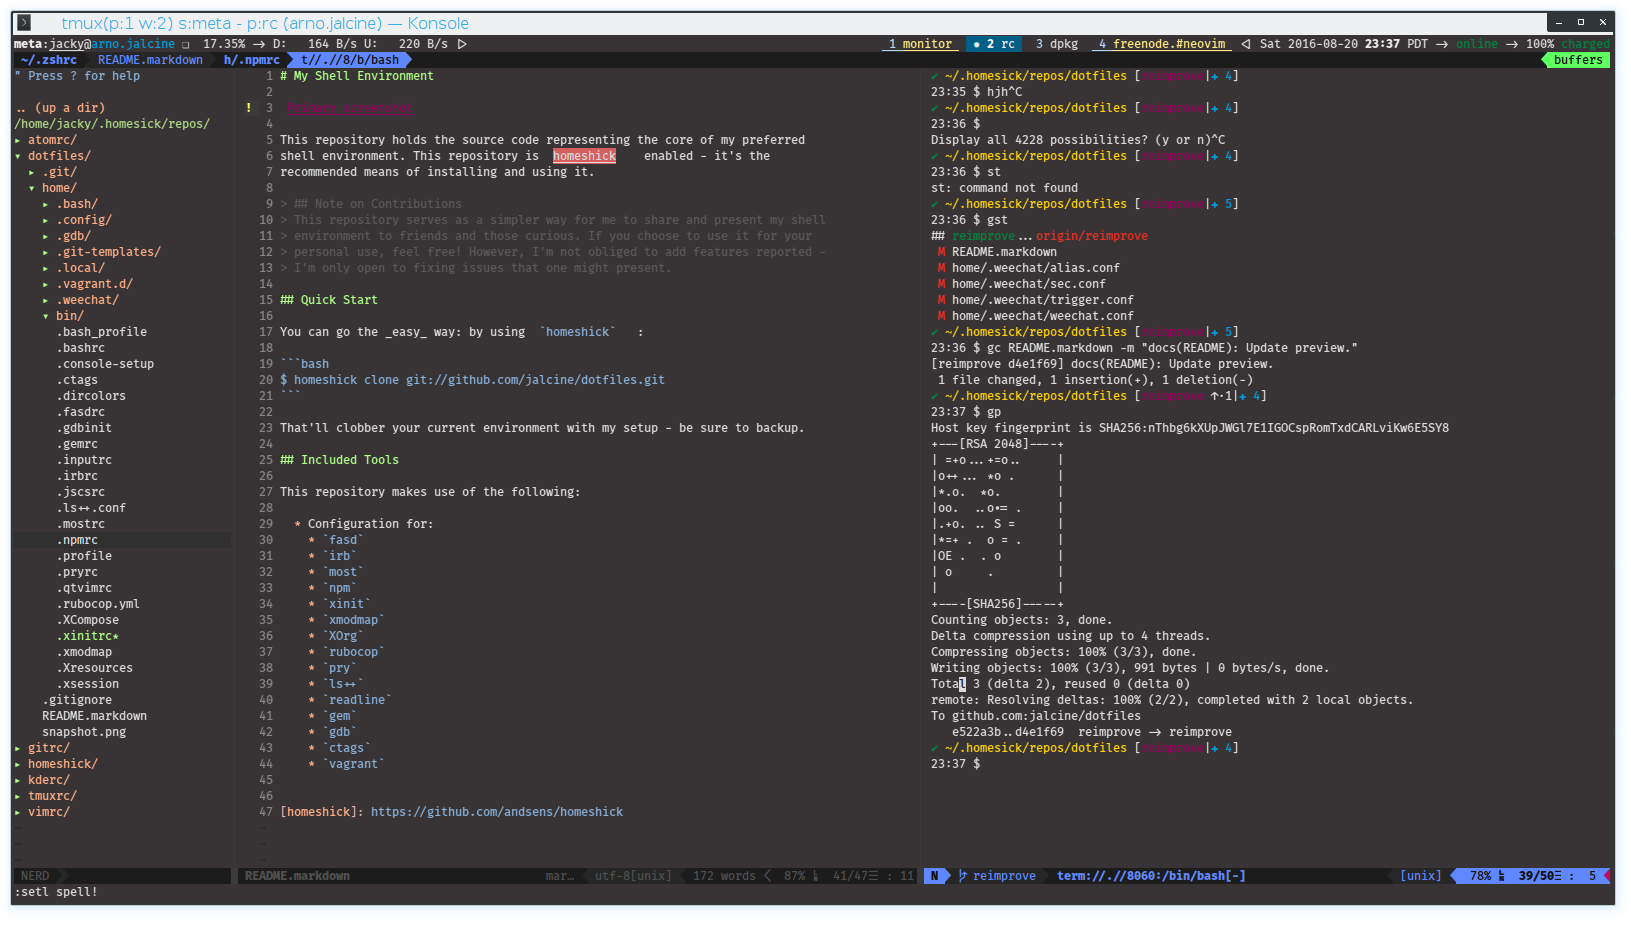 tmux(p:1 w:2) s:meta - p:rc (arno.jalcine) — Konsole
meta:jacky@arno.jalcine ❏ 17.35% → D: 164 B/s U: 220 B/s ▷ 1 monitor ● 2 rc 3 dpkg 4 freenode.#neovim ◁ Sat 2016-08-20 23:37 PDT → online → 100% charged
~/.zshrc README.markdown h/.npmrc t//.//8/b/bash buffers
" Press ? for help
.. (up a dir)
/home/jacky/.homesick/repos/
▸ atomrc/
▾ dotfiles/
▸ .git/
▾ home/
▸ .bash/
▸ .config/
▸ .gdb/
▸ .git-templates/
▸ .local/
▸ .vagrant.d/
▸ .weechat/
▾ bin/
.bash_profile
.bashrc
.console-setup
.ctags
.dircolors
.fasdrc
.gdbinit
.gemrc
.inputrc
.irbrc
.jscsrc
.ls++.conf
.mostrc
.npmrc
.profile
.pryrc
.qtvimrc
.rubocop.yml
.XCompose
.xinitrc*
.xmodmap
.Xresources
.xsession
.gitignore
README.markdown
snapshot.png
▸ gitrc/
▸ homeshick/
▸ kderc/
▸ tmuxrc/
▸ vimrc/
NERD
1 # My Shell Environment
2
! 3 Primary Screenshot
4
5 This repository holds the source code representing the core of my preferred
6 shell environment. This repository is homeshick enabled - it's the
7 recommended means of installing and using it.
8
9 > ## Note on Contributions
10 > This repository serves as a simpler way for me to share and present my shell
11 > environment to friends and those curious. If you choose to use it for your
12 > personal use, feel free! However, I'm not obliged to add features reported -
13 > I'm only open to fixing issues that one might present.
14
15 ## Quick Start
16
17 You can go the _easy_ way: by using `homeshick` :
18
19 ```bash
20 $ homeshick clone git://github.com/jalcine/dotfiles.git
21 ```
22
23 That'll clobber your current environment with my setup - be sure to backup.
24
25 ## Included Tools
26
27 This repository makes use of the following:
28
29 * Configuration for:
30 * `fasd`
31 * `irb`
32 * `most`
33 * `npm`
34 * `xinit`
35 * `xmodmap`
36 * `XOrg`
37 * `rubocop`
38 * `pry`
39 * `ls++`
40 * `readline`
41 * `gem`
42 * `gdb`
43 * `ctags`
44 * `vagrant`
45
46
47 [homeshick]: https://github.com/andsens/homeshick
README.markdown mar… utf-8[unix] 172 words 87% 41/47☰ : 11
✔ ~/.homesick/repos/dotfiles [reimprove|✚ 4]
23:35 $ hjh^C
✔ ~/.homesick/repos/dotfiles [reimprove|✚ 4]
23:36 $
Display all 4228 possibilities? (y or n)^C
✔ ~/.homesick/repos/dotfiles [reimprove|✚ 4]
23:36 $ st
st: command not found
✔ ~/.homesick/repos/dotfiles [reimprove|✚ 5]
23:36 $ gst
## reimprove...origin/reimprove
M README.markdown
M home/.weechat/alias.conf
M home/.weechat/sec.conf
M home/.weechat/trigger.conf
M home/.weechat/weechat.conf
✔ ~/.homesick/repos/dotfiles [reimprove|✚ 5]
23:36 $ gc README.markdown -m "docs(README): Update preview."
[reimprove d4e1f69] docs(README): Update preview.
1 file changed, 1 insertion(+), 1 deletion(-)
✔ ~/.homesick/repos/dotfiles [reimprove ↑·1|✚ 4]
23:37 $ gp
Host key fingerprint is SHA256:nThbg6kXUpJWGl7E1IGOCspRomTxdCARLviKw6E5SY8
+---[RSA 2048]----+
| =+o...+=o..     |
|o++... *o .      |
|*.o.  *o.        |
|oo.  ..o*= .     |
|.+o. .. S =      |
|*=+ .  o = .     |
|OE .  . o        |
| o     .         |
|                 |
+----[SHA256]-----+
Counting objects: 3, done.
Delta compression using up to 4 threads.
Compressing objects: 100% (3/3), done.
Writing objects: 100% (3/3), 991 bytes | 0 bytes/s, done.
Total 3 (delta 2), reused 0 (delta 0)
remote: Resolving deltas: 100% (2/2), completed with 2 local objects.
To github.com:jalcine/dotfiles
e522a3b..d4e1f69 reimprove -> reimprove
✔ ~/.homesick/repos/dotfiles [reimprove|✚ 4]
23:37 $
N reimprove term://.//8060:/bin/bash[-] [unix] 78% 39/50☰ : 5
:setl spell!